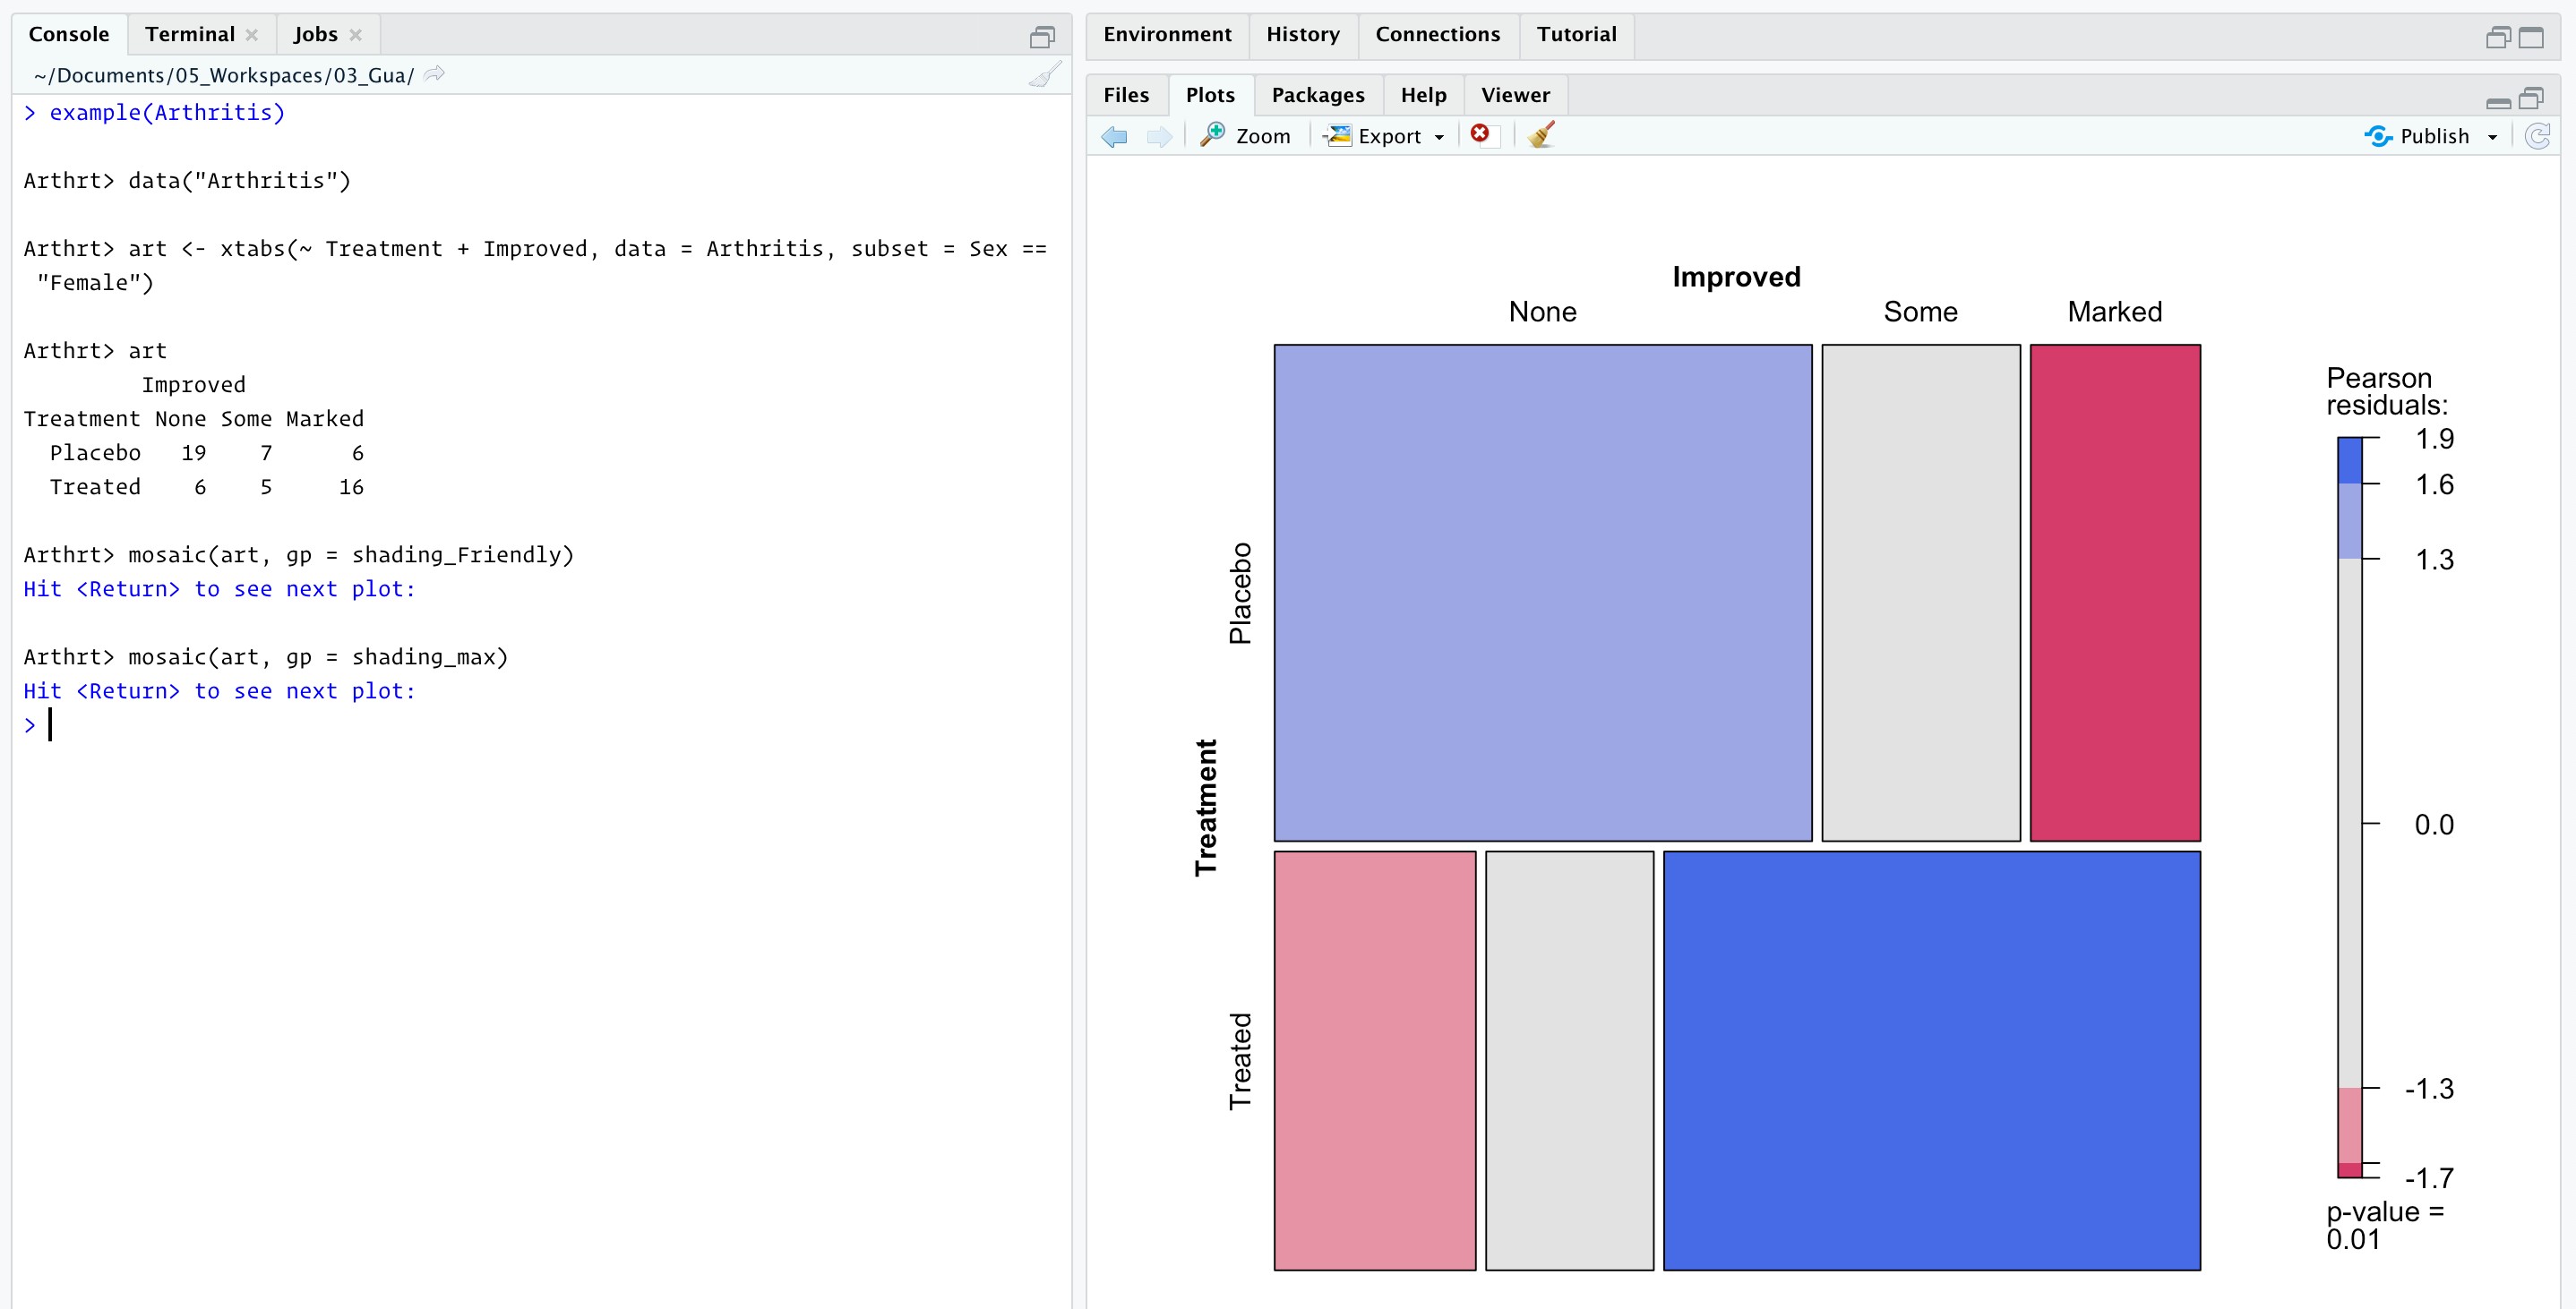 Console Terminal Jobs
~/Documents/05_Workspaces/03_Gua/
> example(Arthritis)
Arthrt> data("Arthritis")
Arthrt> art <- xtabs(~ Treatment + Improved, data = Arthritis, subset = Sex ==
"Female")
Arthrt> art
Improved
Treatment None Some Marked
Placebo 19 7 6
Treated 6 5 16
Arthrt> mosaic(art, gp = shading_Friendly)
Hit <Return> to see next plot:
Arthrt> mosaic(art, gp = shading_max)
Hit <Return> to see next plot:
>
Environment History Connections Tutorial
Files Plots Packages Help Viewer
Zoom Export Publish
Improved
None Some Marked
Treatment
Placebo
Treated
Pearson
residuals:
1.9
1.6
1.3
0.0
-1.3
-1.7
p-value =
0.01